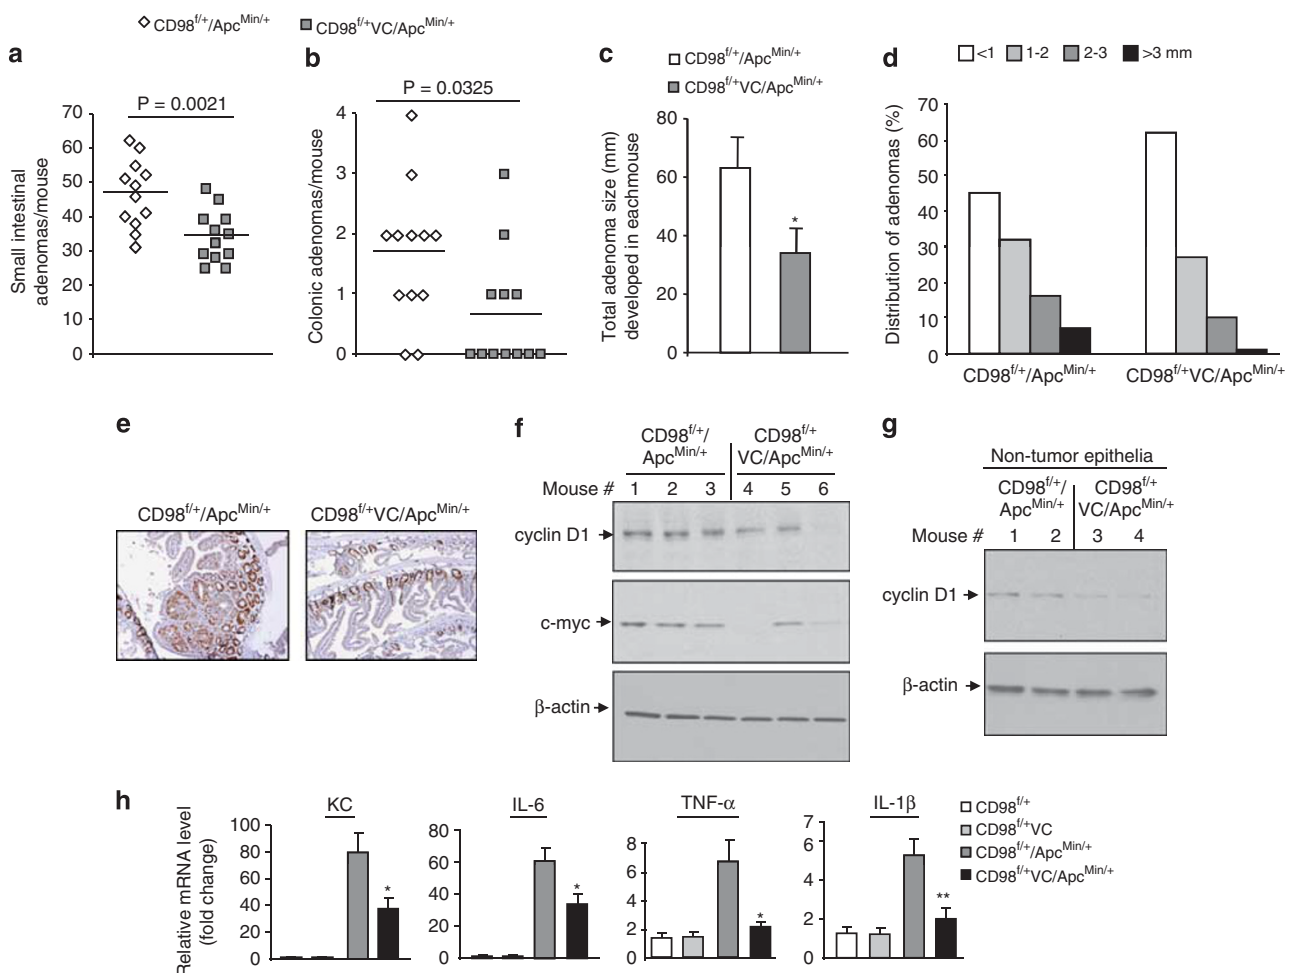 CD98f/+/ApcMin/+ CD98f/+VC/ApcMin/+
a
P = 0.0021
Small intestinal
adenomas/mouse
70
60
50
40
30
20
10
0
b
P = 0.0325
Colonic adenomas/mouse
4
3
2
1
0
c
CD98f/+/ApcMin/+
CD98f/+VC/ApcMin/+
Total adenoma size (mm)
developed in eachmouse
80
60
40
20
0
*
d
<1 1-2 2-3 >3 mm
Distribution of adenomas (%)
70
60
50
40
30
20
10
0
CD98f/+/ApcMin/+ CD98f/+VC/ApcMin/+
e
CD98f/+/ApcMin/+ CD98f/+VC/ApcMin/+
f
CD98f/+/
ApcMin/+
CD98f/+
VC/ApcMin/+
Mouse # 1 2 3 4 5 6
cyclin D1
c-myc
β-actin
g
Non-tumor epithelia
CD98f/+/
ApcMin/+
CD98f/+
VC/ApcMin/+
Mouse # 1 2 3 4
cyclin D1
β-actin
h
Relative mRNA level
(fold change)
KC
100
80
60
40
20
0
*
IL-6
80
60
40
20
0
*
TNF-α
8
6
4
2
0
*
IL-1β
7
6
4
2
0
**
CD98f/+
CD98f/+VC
CD98f/+/ApcMin/+
CD98f/+VC/ApcMin/+